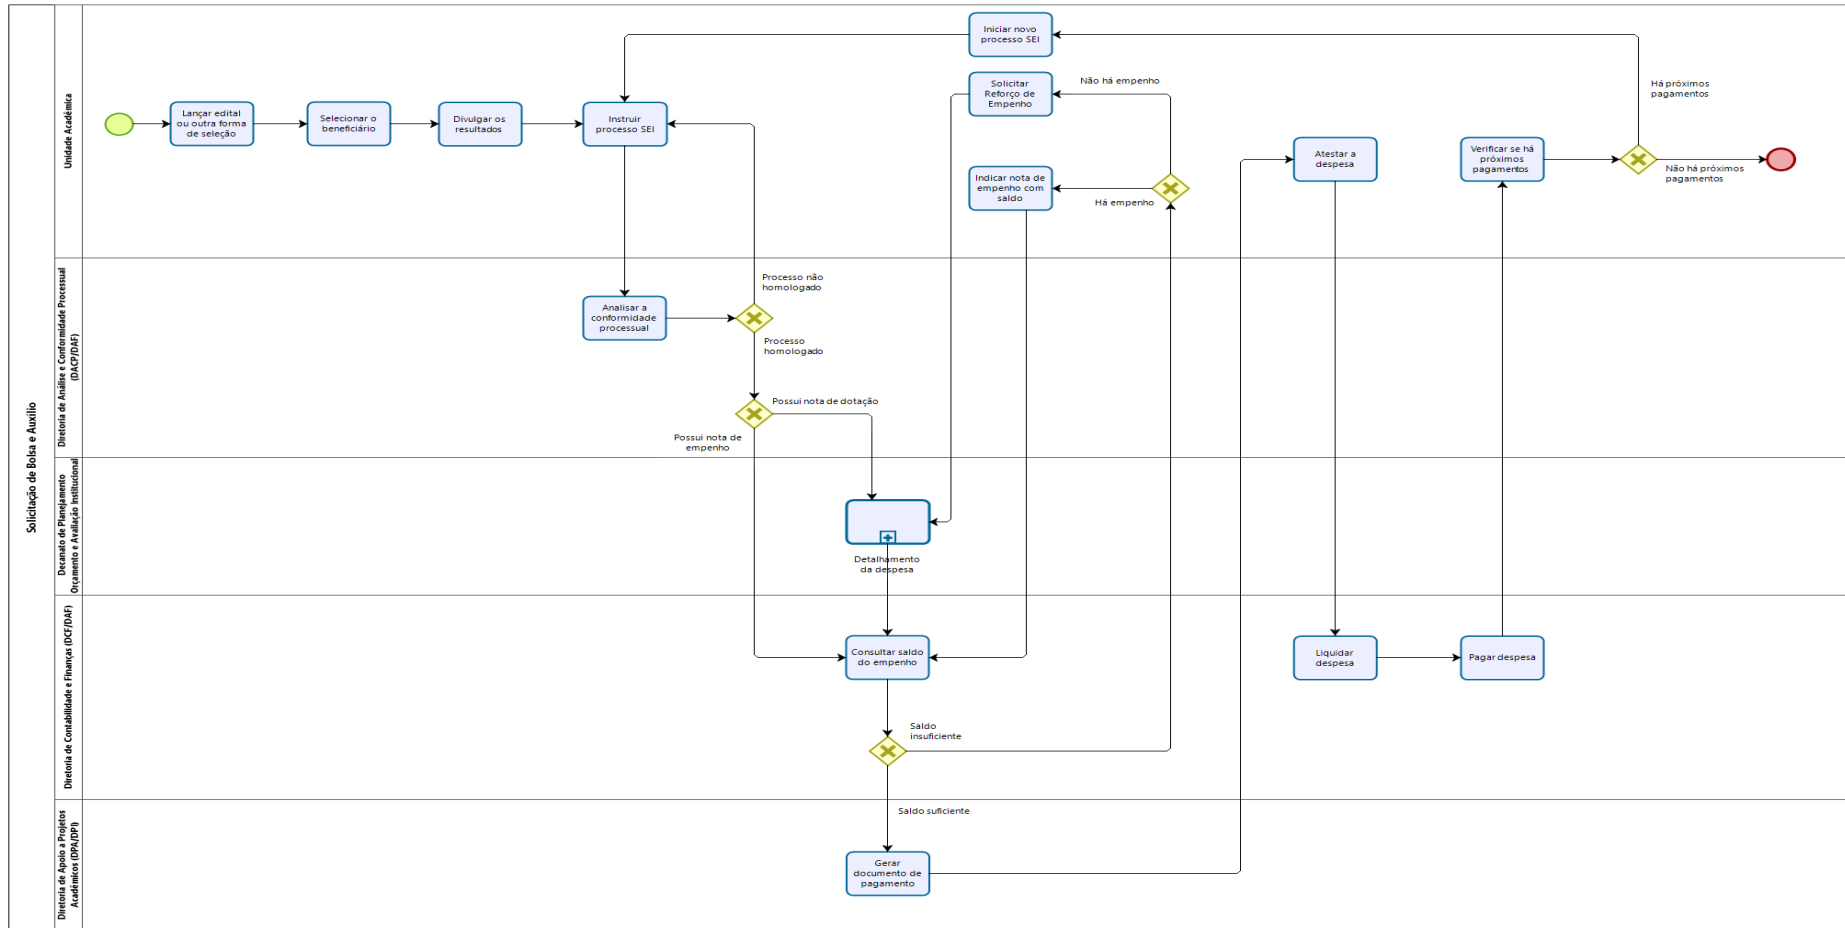 Solicitação de Bolsa e Auxílio
Unidade Acadêmica
Lançar edital
ou outra forma
de seleção
Selecionar o
beneficiário
Divulgar os
resultados
Instruir
processo SEI
Iniciar novo
processo SEI
Solicitar
Reforço de
Empenho
Não há empenho
Indicar nota de
empenho com
saldo
Há empenho
Atestar a
despesa
Verificar se há
próximos
pagamentos
Há próximos
pagamentos
Não há próximos
pagamentos
Diretoria de Análise e Conformidade Processual
(DACP/DAF)
Analisar a
conformidade
processual
Processo não
homologado
Processo
homologado
Possui nota de dotação
Possui nota de
empenho
Decanato de Planejamento
Orçamento e Avaliação Institucional
Detalhamento
da despesa
Diretoria de Contabilidade e Finanças (DCF/DAF)
Consultar saldo
do empenho
Saldo
insuficiente
Liquidar
despesa
Pagar despesa
Diretoria de Apoio a Projetos
Acadêmicos (DPA/DPI)
Saldo suficiente
Gerar
documento de
pagamento